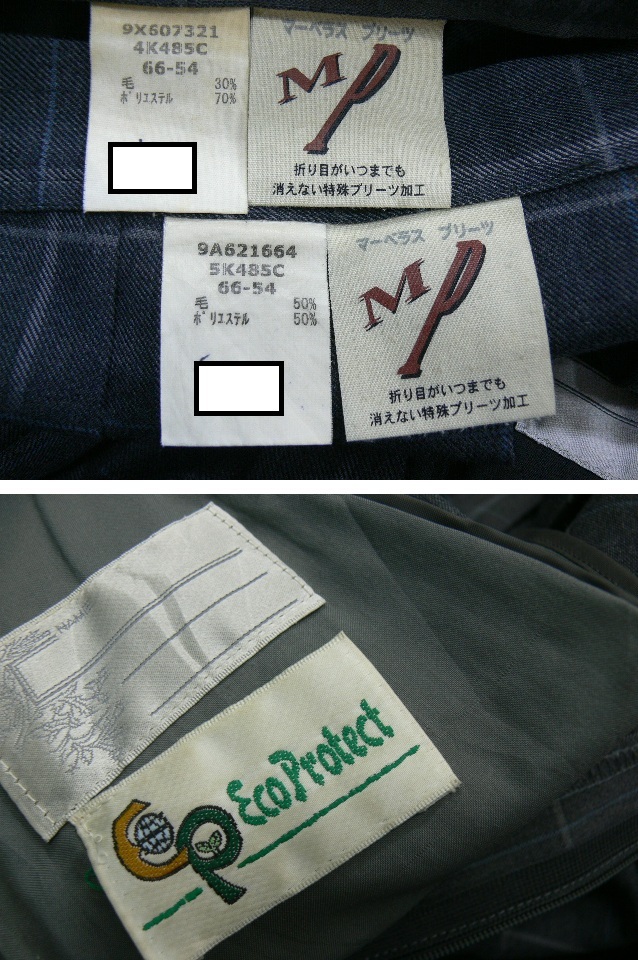 9X607321
4K485C
66-54
毛 30%
ポリエステル 70%
マーベラス プリーツ
MP
折り目がいつまでも
消えない特殊プリーツ加工
9A621664
5K485C
66-54
毛 50%
ポリエステル 50%
マーベラス プリーツ
MP
折り目がいつまでも
消えない特殊プリーツ加工
NAME
EcoProtect